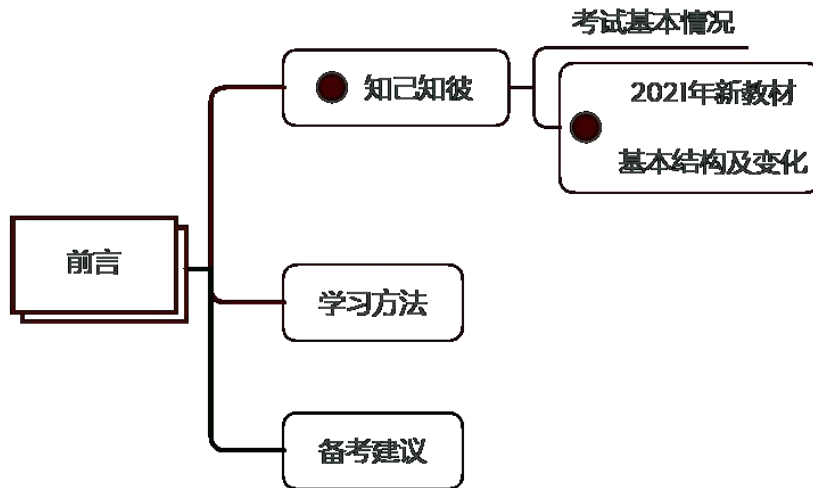 考试基本情况
知己知彼
2021年新教材
基本结构及变化
前言
学习方法
备考建议